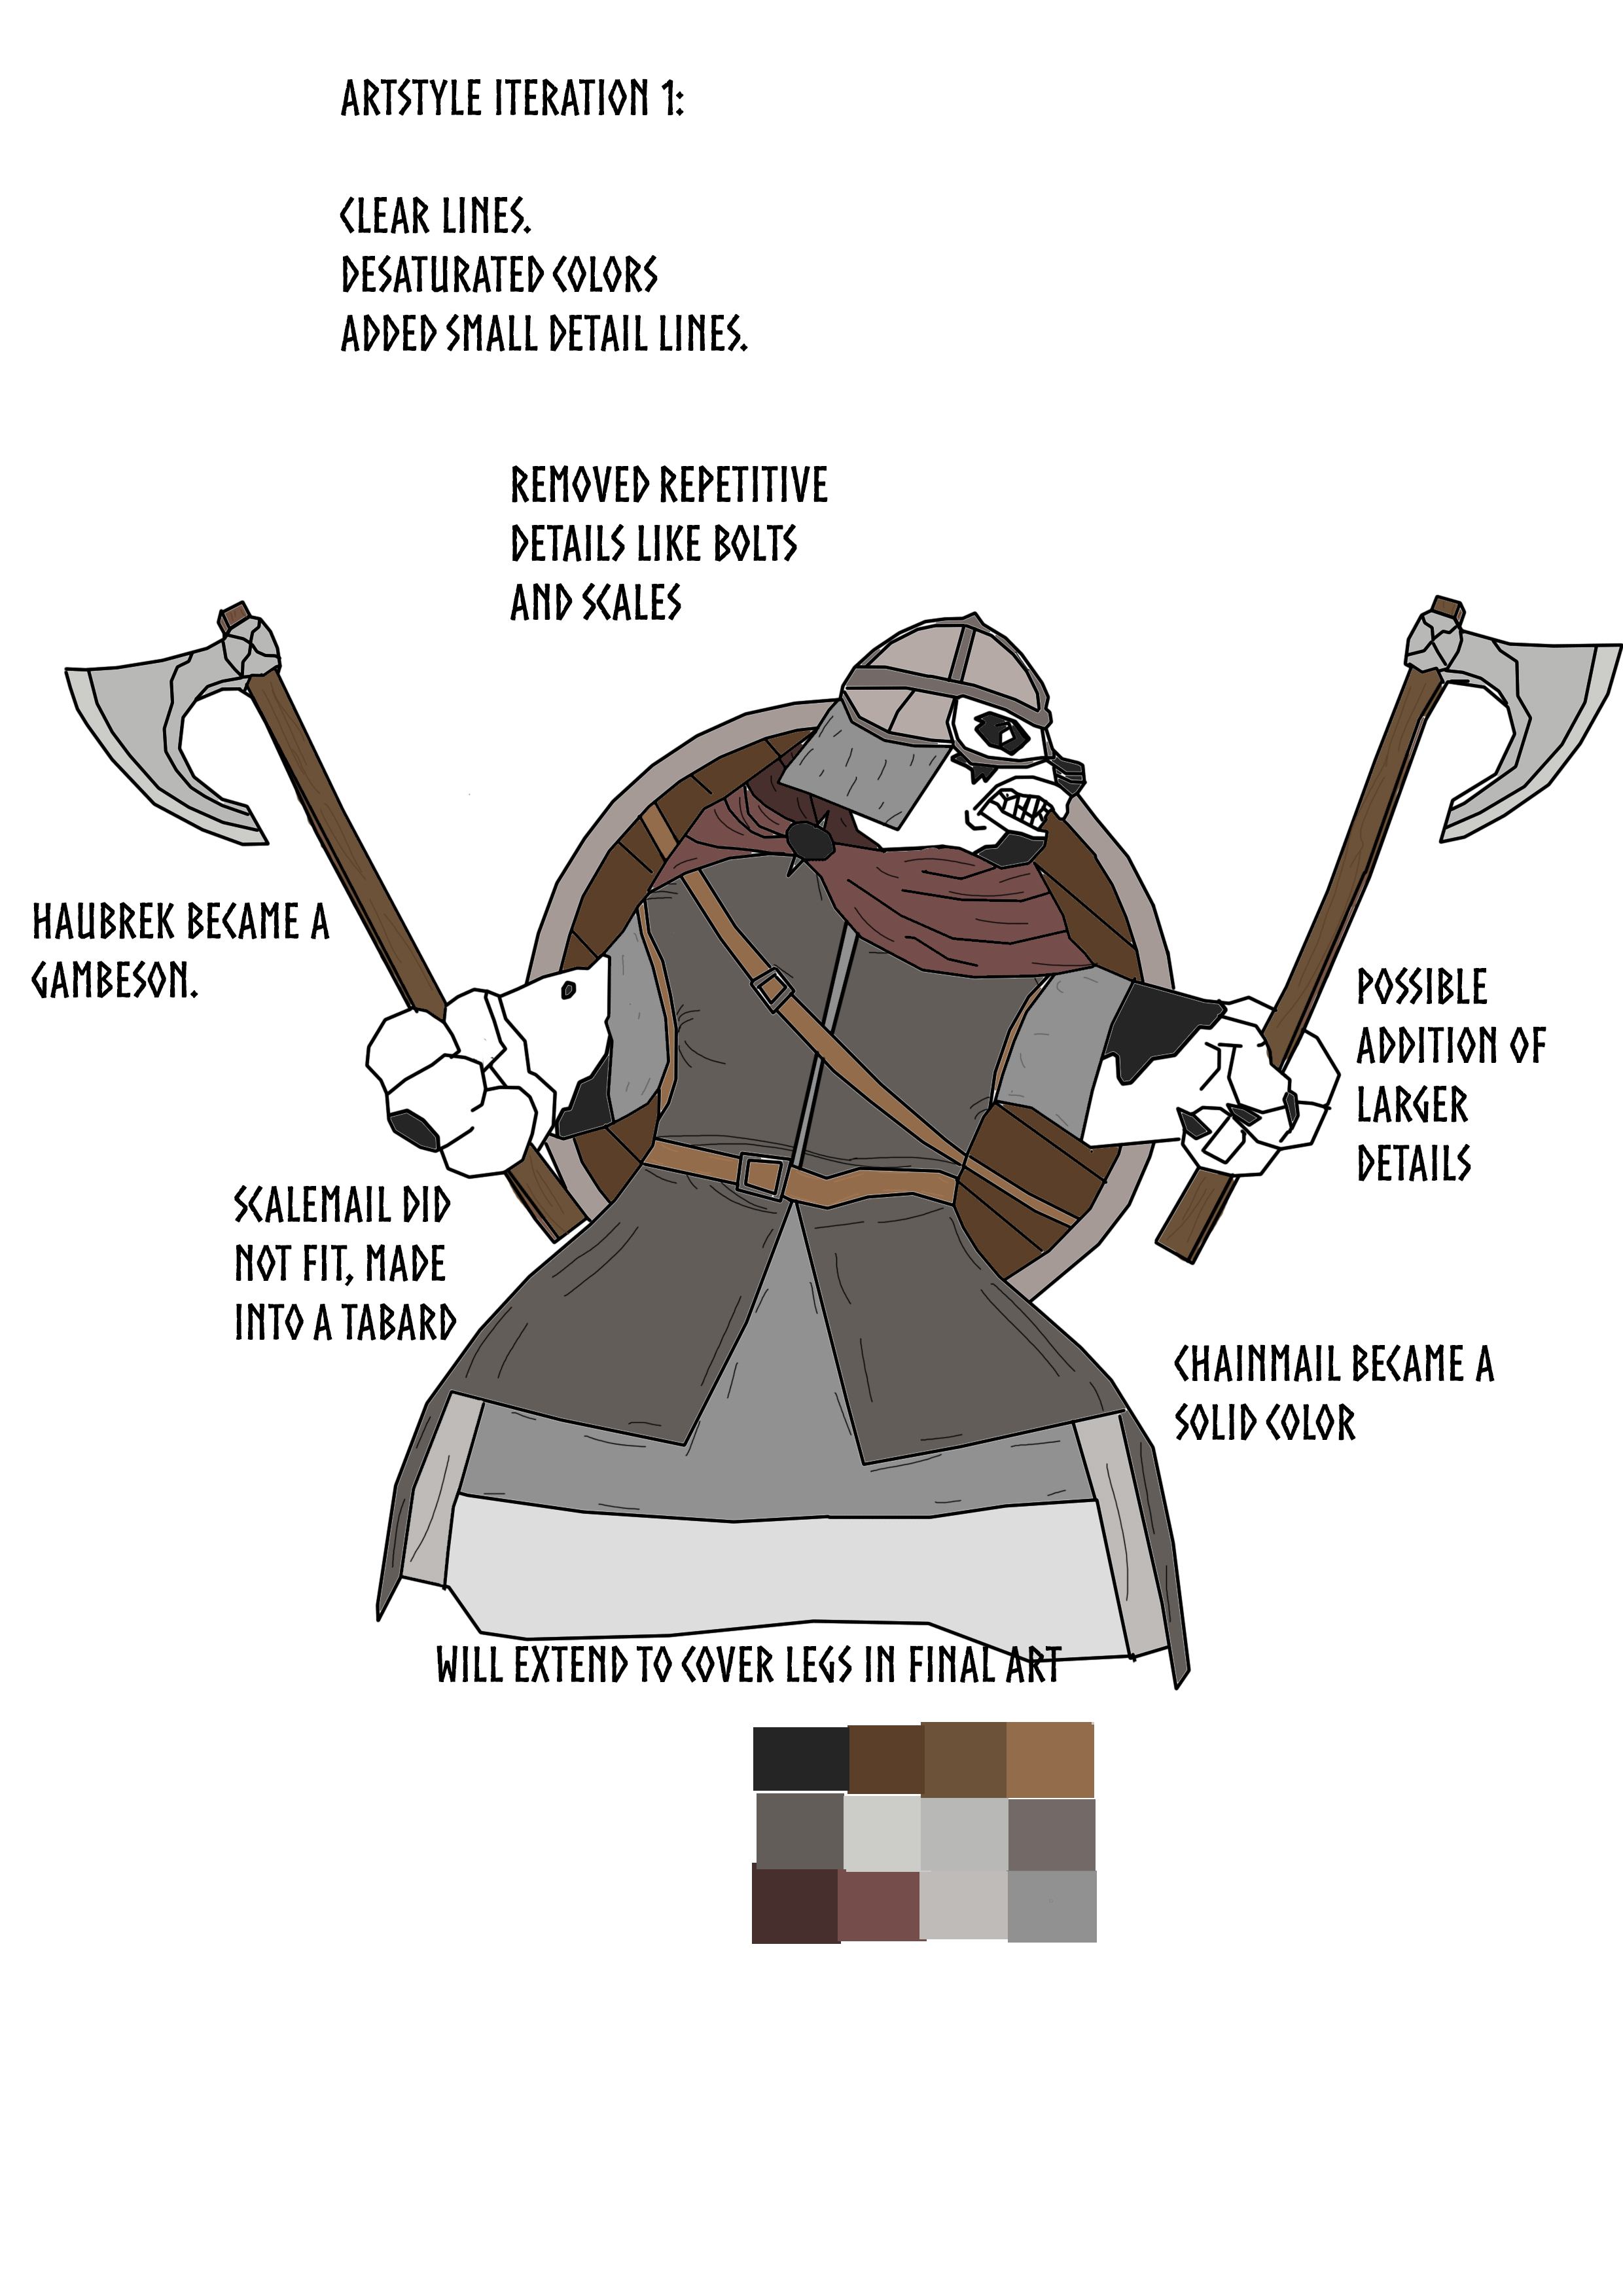 ARTSTYLE ITERATION 1:
CLEAR LINES.
DESATURATED COLORS
ADDED SMALL DETAIL LINES.
REMOVED REPETITIVE
DETAILS LIKE BOLTS
AND SCALES
HAUBREK BECAME A
GAMBESON.
POSSIBLE
ADDITION OF
LARGER
DETAILS
SCALEMAIL DID
NOT FIT, MADE
INTO A TABARD
CHAINMAIL BECAME A
SOLID COLOR
WILL EXTEND TO COVER LEGS IN FINAL ART